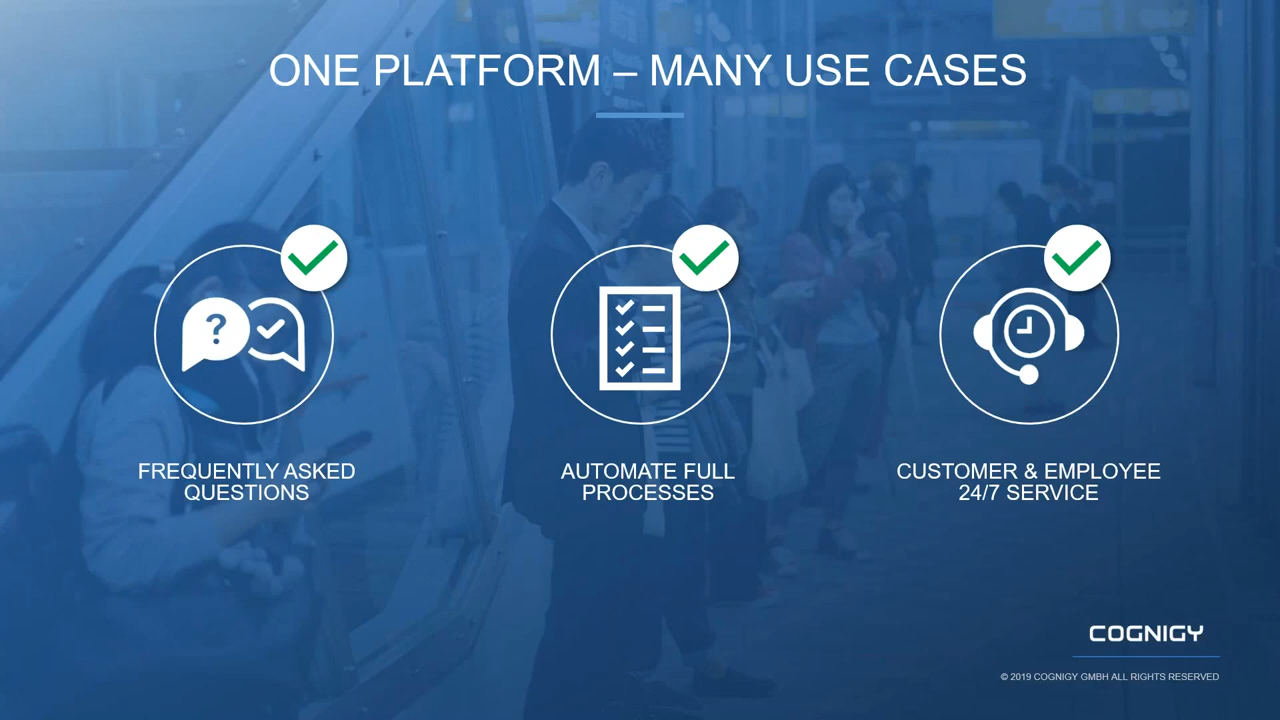 ONE PLATFORM – MANY USE CASES
?
FREQUENTLY ASKED
QUESTIONS
AUTOMATE FULL
PROCESSES
CUSTOMER & EMPLOYEE
24/7 SERVICE
COGNIGY
© 2019 COGNIGY GMBH ALL RIGHTS RESERVED